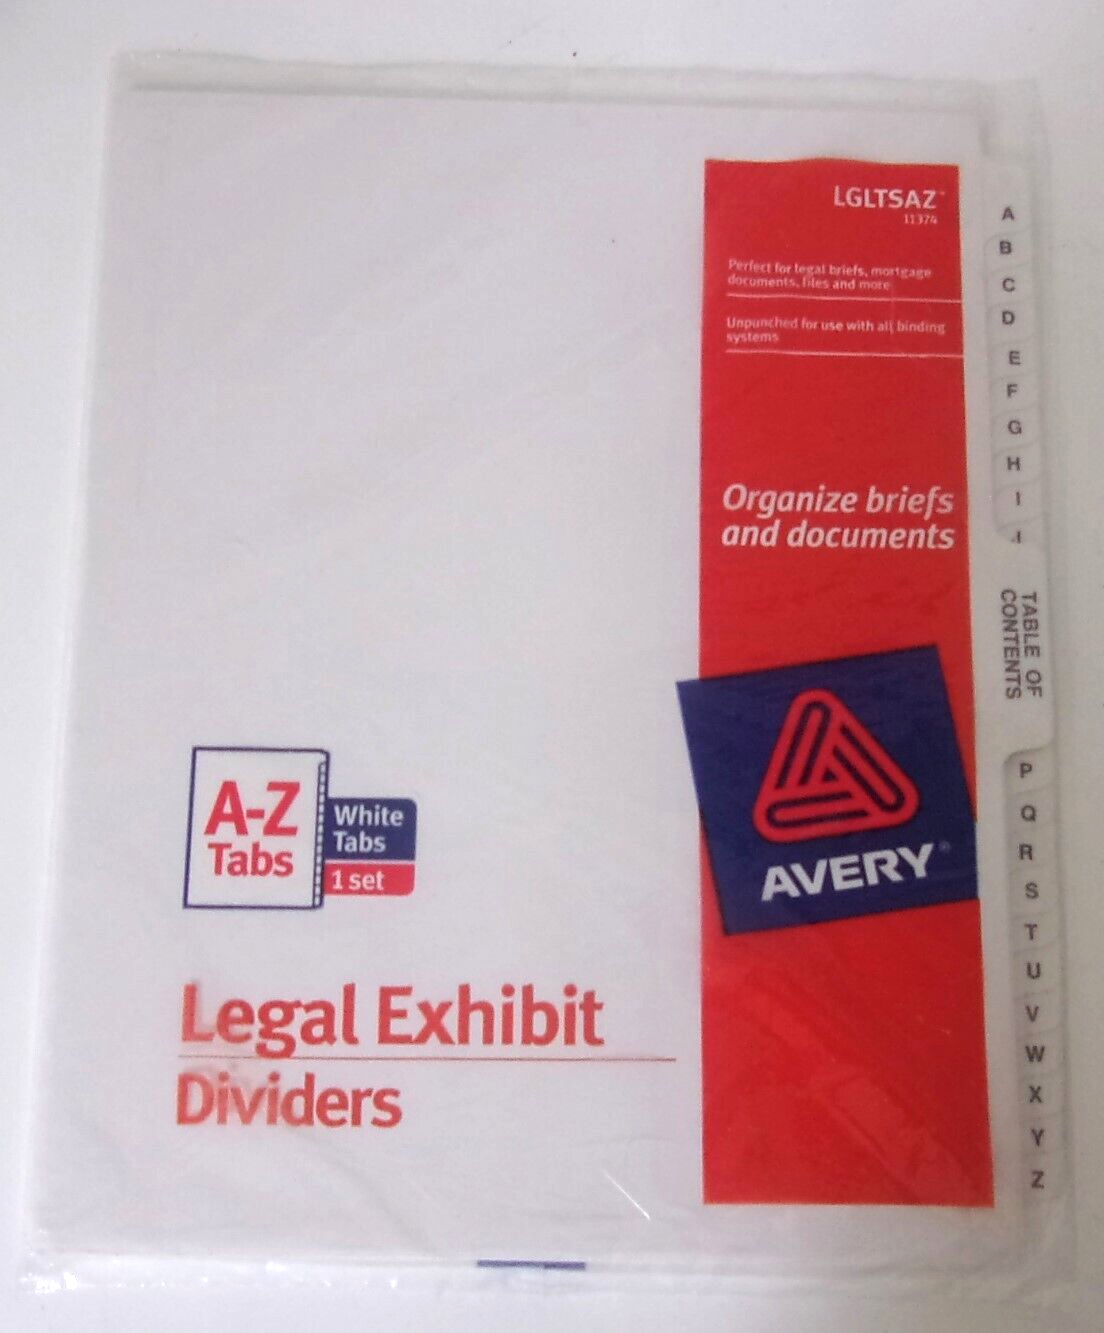 LGLTSAZ™
11374
Perfect for legal briefs, mortgage
documents, files and more
Unpunched for use with all binding
systems
Organize briefs
and documents
AVERY®
A-Z
Tabs
White
Tabs
1 set
Legal Exhibit
Dividers
A
B
C
D
E
F
G
H
I
J
TABLE OF
CONTENTS
P
Q
R
S
T
U
V
W
X
Y
Z